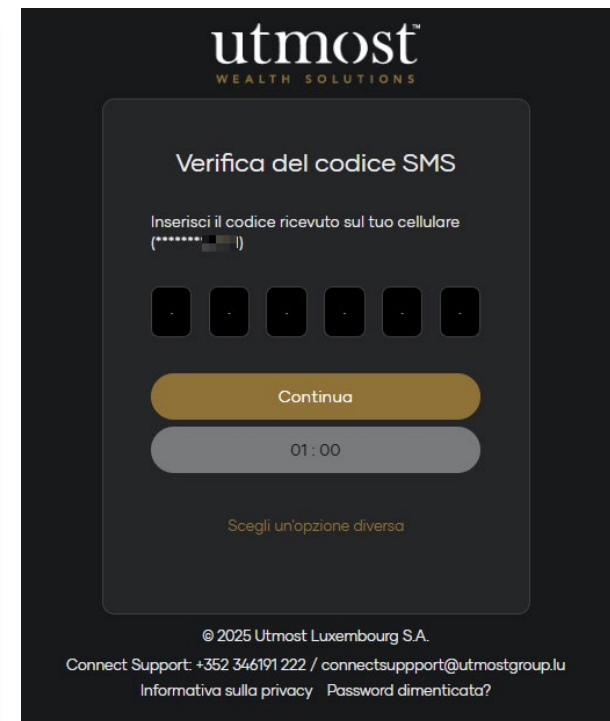 utmost™
WEALTH SOLUTIONS
Verifica del codice SMS
Inserisci il codice ricevuto sul tuo cellulare
(*******
Continua
01 : 00
Scegli un'opzione diversa
© 2025 Utmost Luxembourg S.A.
Connect Support: +352 346191 222 / connectsuppport@utmostgroup.lu
Informativa sulla privacy Password dimenticata?